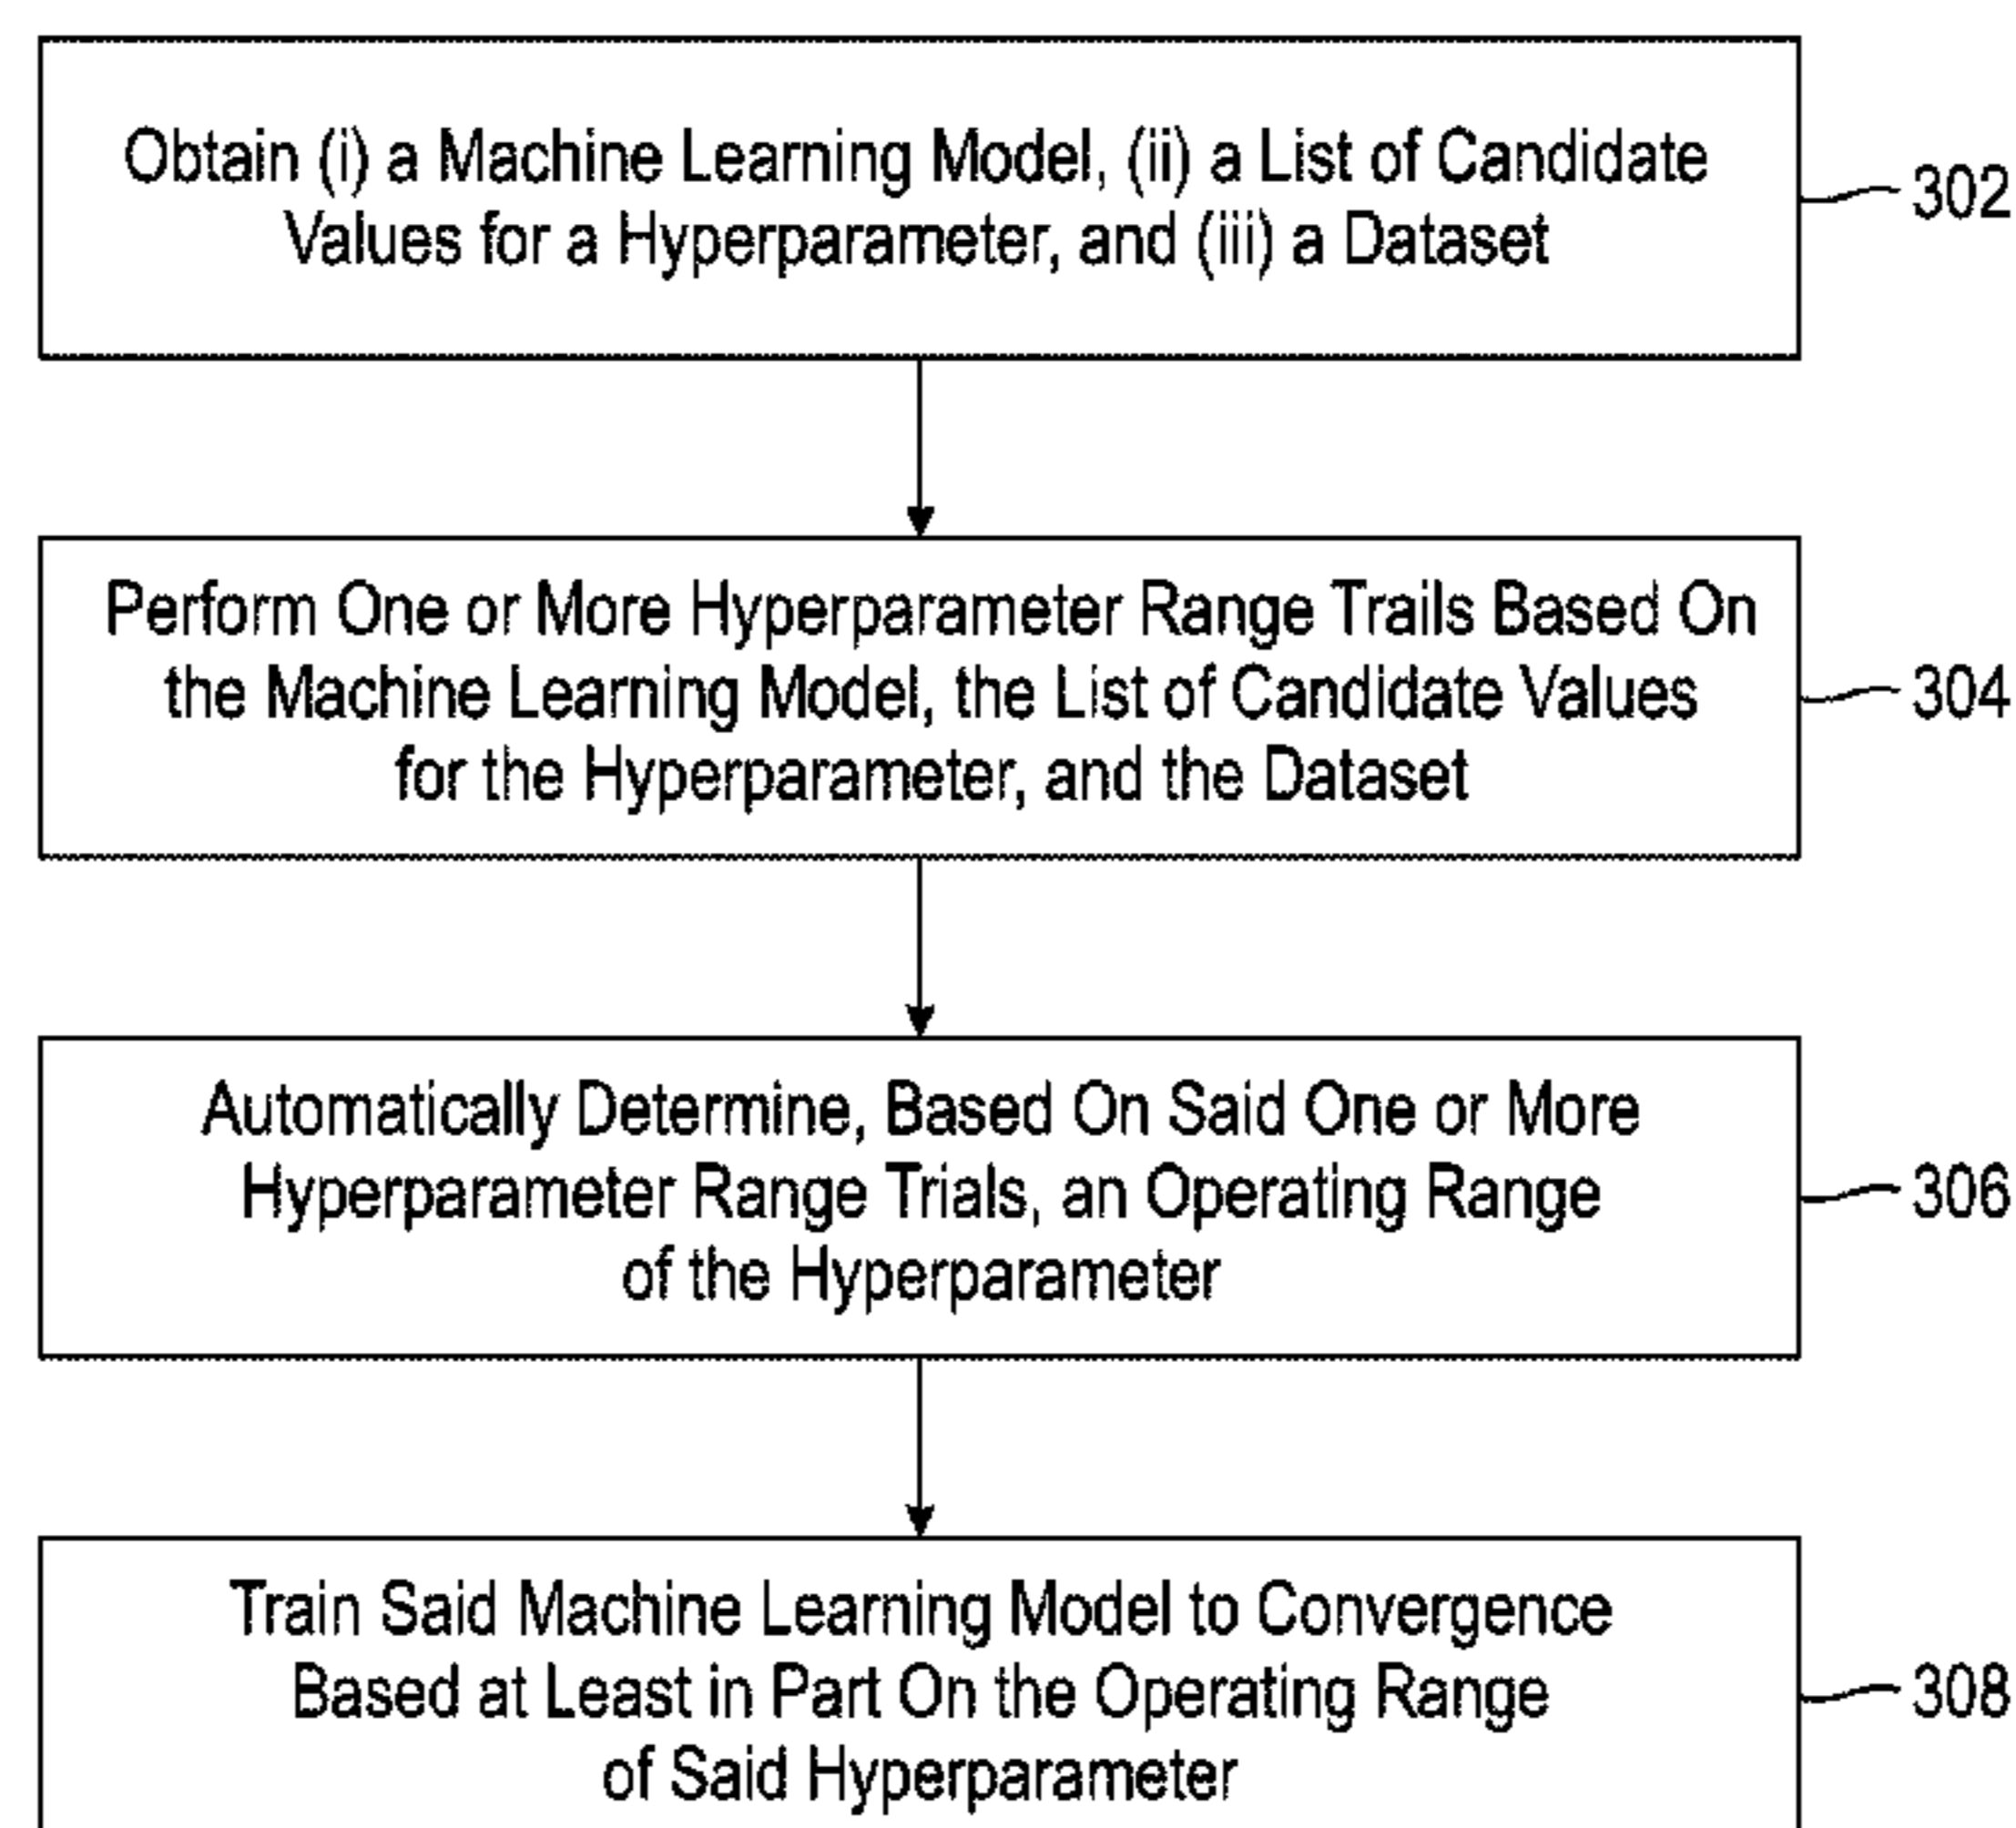 Obtain (i) a Machine Learning Model, (ii) a List of Candidate
Values for a Hyperparameter, and (iii) a Dataset
302
Perform One or More Hyperparameter Range Trails Based On
the Machine Learning Model, the List of Candidate Values
for the Hyperparameter, and the Dataset
304
Automatically Determine, Based On Said One or More
Hyperparameter Range Trials, an Operating Range
of the Hyperparameter
306
Train Said Machine Learning Model to Convergence
Based at Least in Part On the Operating Range
of Said Hyperparameter
308